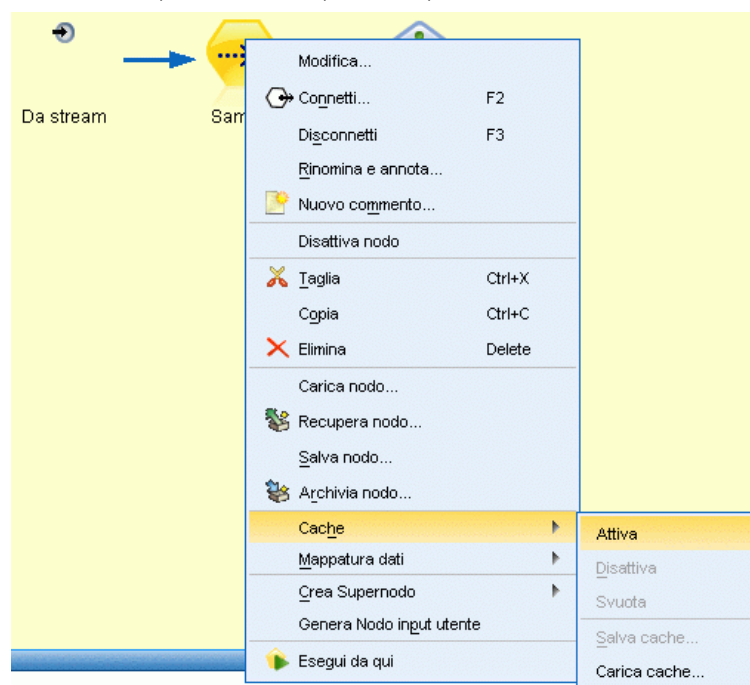 Da stream
Sam
Modifica...
Connetti... F2
Disconnetti F3
Rinomina e annota...
Nuovo commento...
Disattiva nodo
Taglia Ctrl+X
Copia Ctrl+C
Elimina Delete
Carica nodo...
Recupera nodo...
Salva nodo...
Archivia nodo...
Cache
Attiva
Mappatura dati
Disattiva
Crea Supernodo
Svuota
Genera Nodo input utente
Salva cache...
Esegui da qui
Carica cache...